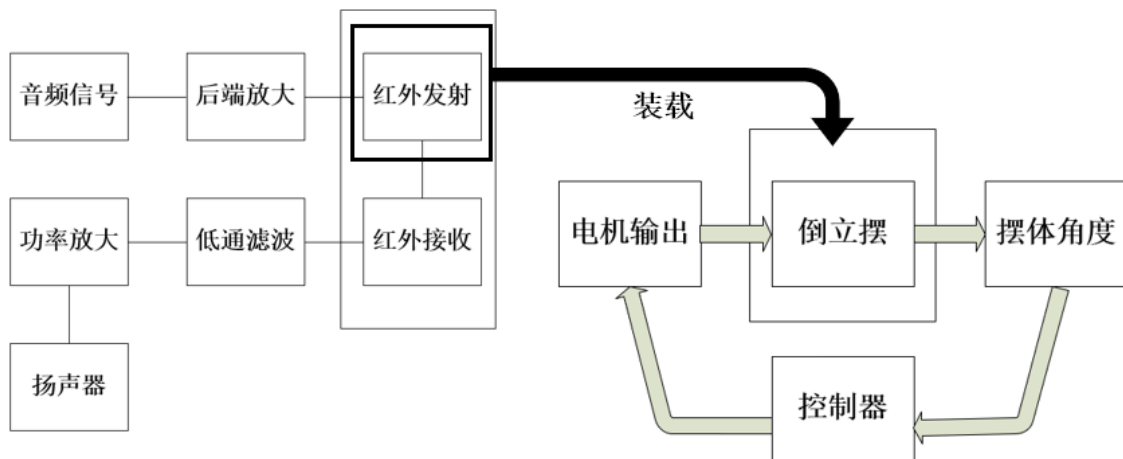 音频信号
后端放大
红外发射
装载
功率放大
低通滤波
红外接收
电机输出
倒立摆
摆体角度
扬声器
控制器